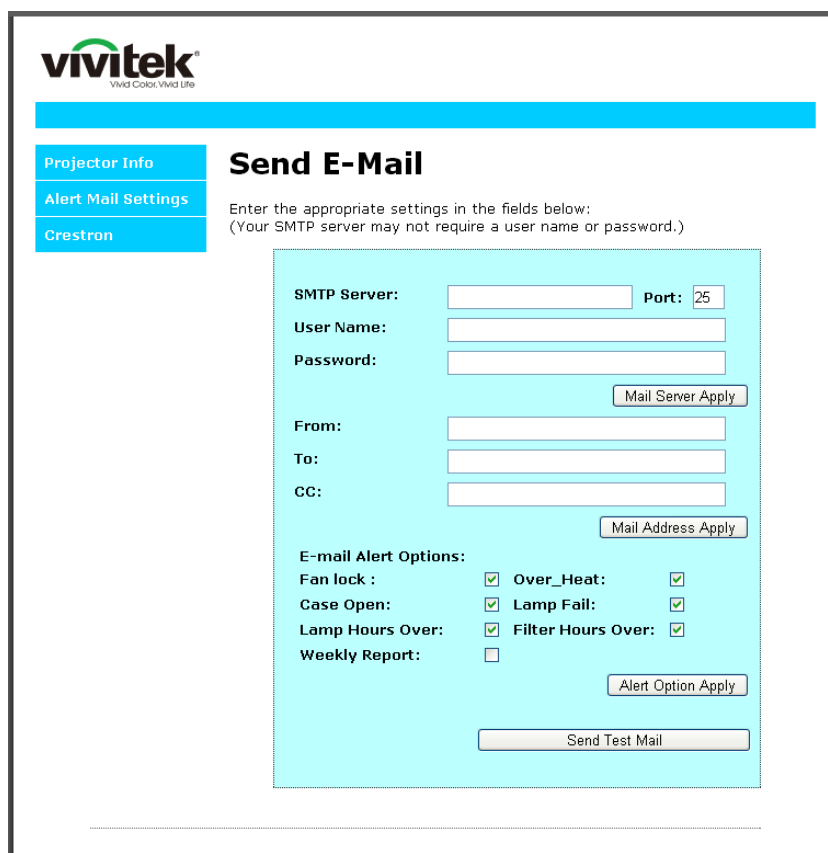 vivitek®
Vivid Color, Vivid Life
Projector Info
Alert Mail Settings
Crestron
Send E-Mail
Enter the appropriate settings in the fields below:
(Your SMTP server may not require a user name or password.)
SMTP Server: Port: 25
User Name:
Password:
Mail Server Apply
From:
To:
CC:
Mail Address Apply
E-mail Alert Options:
Fan lock : Over_Heat:
Case Open: Lamp Fail:
Lamp Hours Over: Filter Hours Over:
Weekly Report:
Alert Option Apply
Send Test Mail